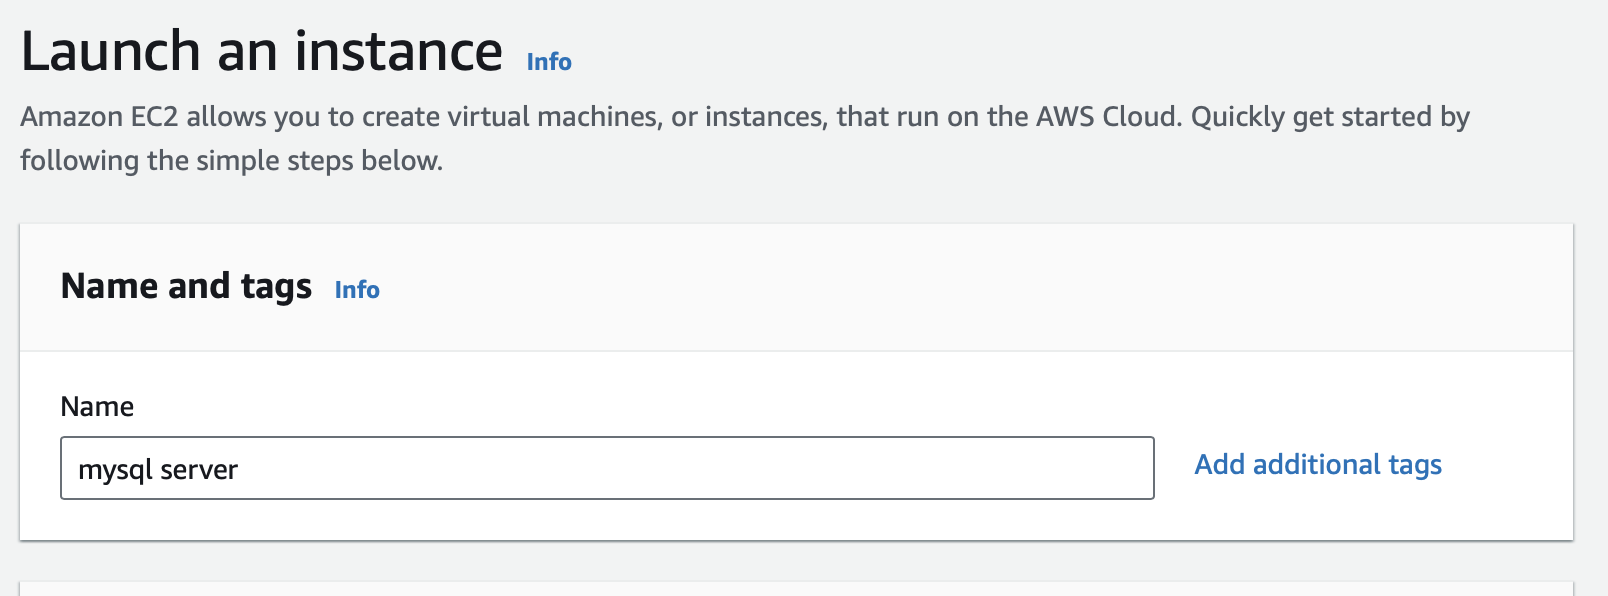 Launch an instance Info
Amazon EC2 allows you to create virtual machines, or instances, that run on the AWS Cloud. Quickly get started by
following the simple steps below.
Name and tags Info
Name
mysql server
Add additional tags